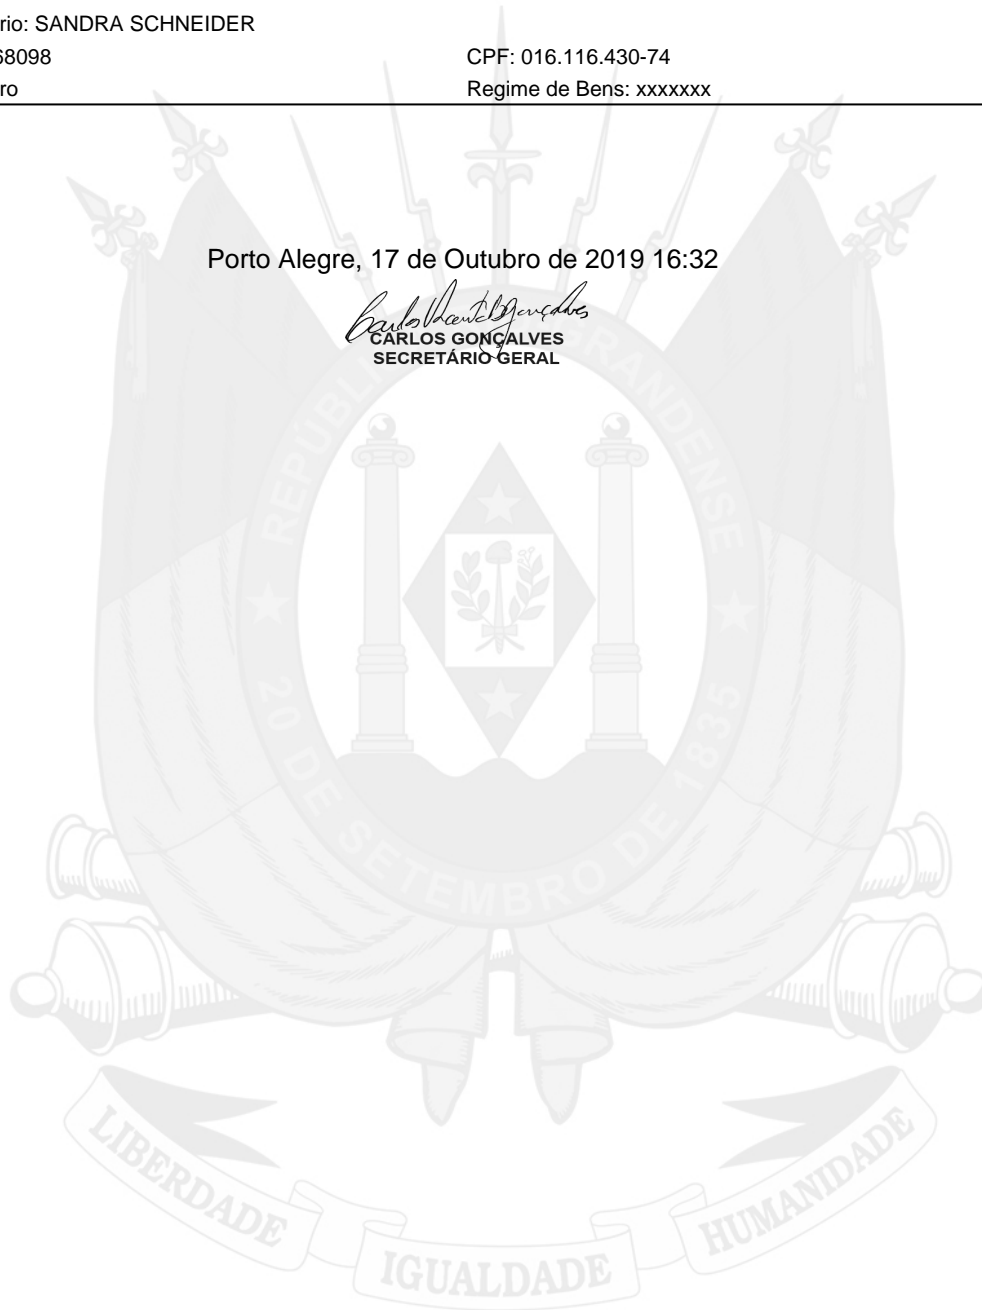 rio: SANDRA SCHNEIDER
68098 CPF: 016.116.430-74
ro Regime de Bens: xxxxxxx
Porto Alegre, 17 de Outubro de 2019 16:32
CARLOS GONÇALVES
SECRETÁRIO GERAL
REPÚBLICA RIO GRANDENSE
20 DE SETEMBRO DE 1835
LIBERDADE IGUALDADE HUMANIDADE